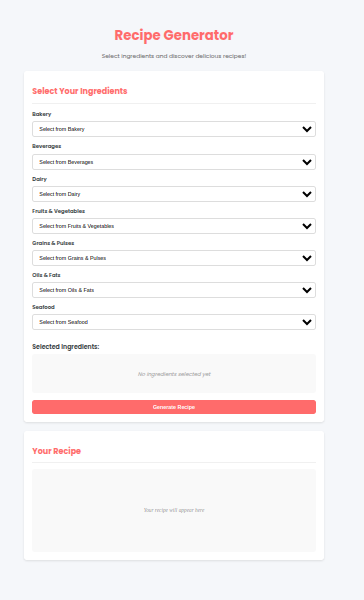 Recipe Generator
Select ingredients and discover delicious recipes!
Select Your Ingredients
Bakery
Select from Bakery
Beverages
Select from Beverages
Dairy
Select from Dairy
Fruits & Vegetables
Select from Fruits & Vegetables
Grains & Pulses
Select from Grains & Pulses
Oils & Fats
Select from Oils & Fats
Seafood
Select from Seafood
Selected Ingredients:
No ingredients selected yet
Generate Recipe
Your Recipe
Your recipe will appear here